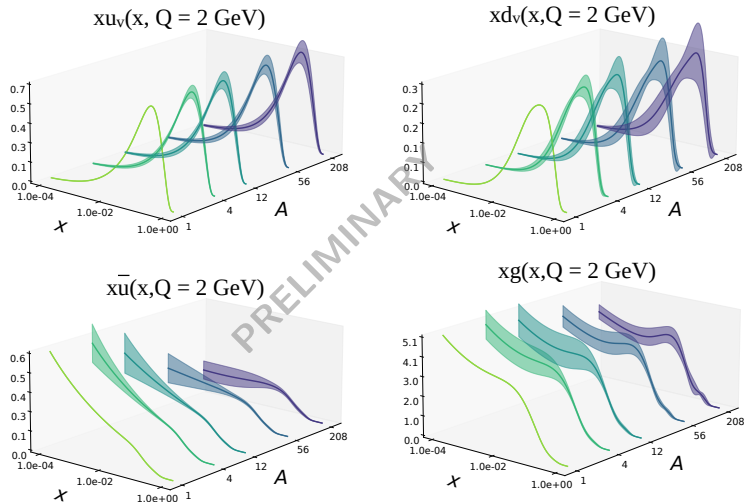 xuᵥ(x, Q = 2 GeV)
0.7
0.5
0.4
0.3
0.1
0.0
1.0e-04
1.0e-02
1.0e+00
x
1
4
12
56
208
A
xdᵥ(x,Q = 2 GeV)
0.3
0.2
0.2
0.1
0.1
0.0
1.0e-04
1.0e-02
1.0e+00
x
1
4
12
56
208
A
PRELIMINARY
xu̅(x,Q = 2 GeV)
0.6
0.5
0.4
0.3
0.1
0.0
1.0e-04
1.0e-02
1.0e+00
x
1
4
12
56
208
A
xg(x,Q = 2 GeV)
5.1
4.1
3.0
2.0
1.0
0.0
1.0e-04
1.0e-02
1.0e+00
x
1
4
12
56
208
A